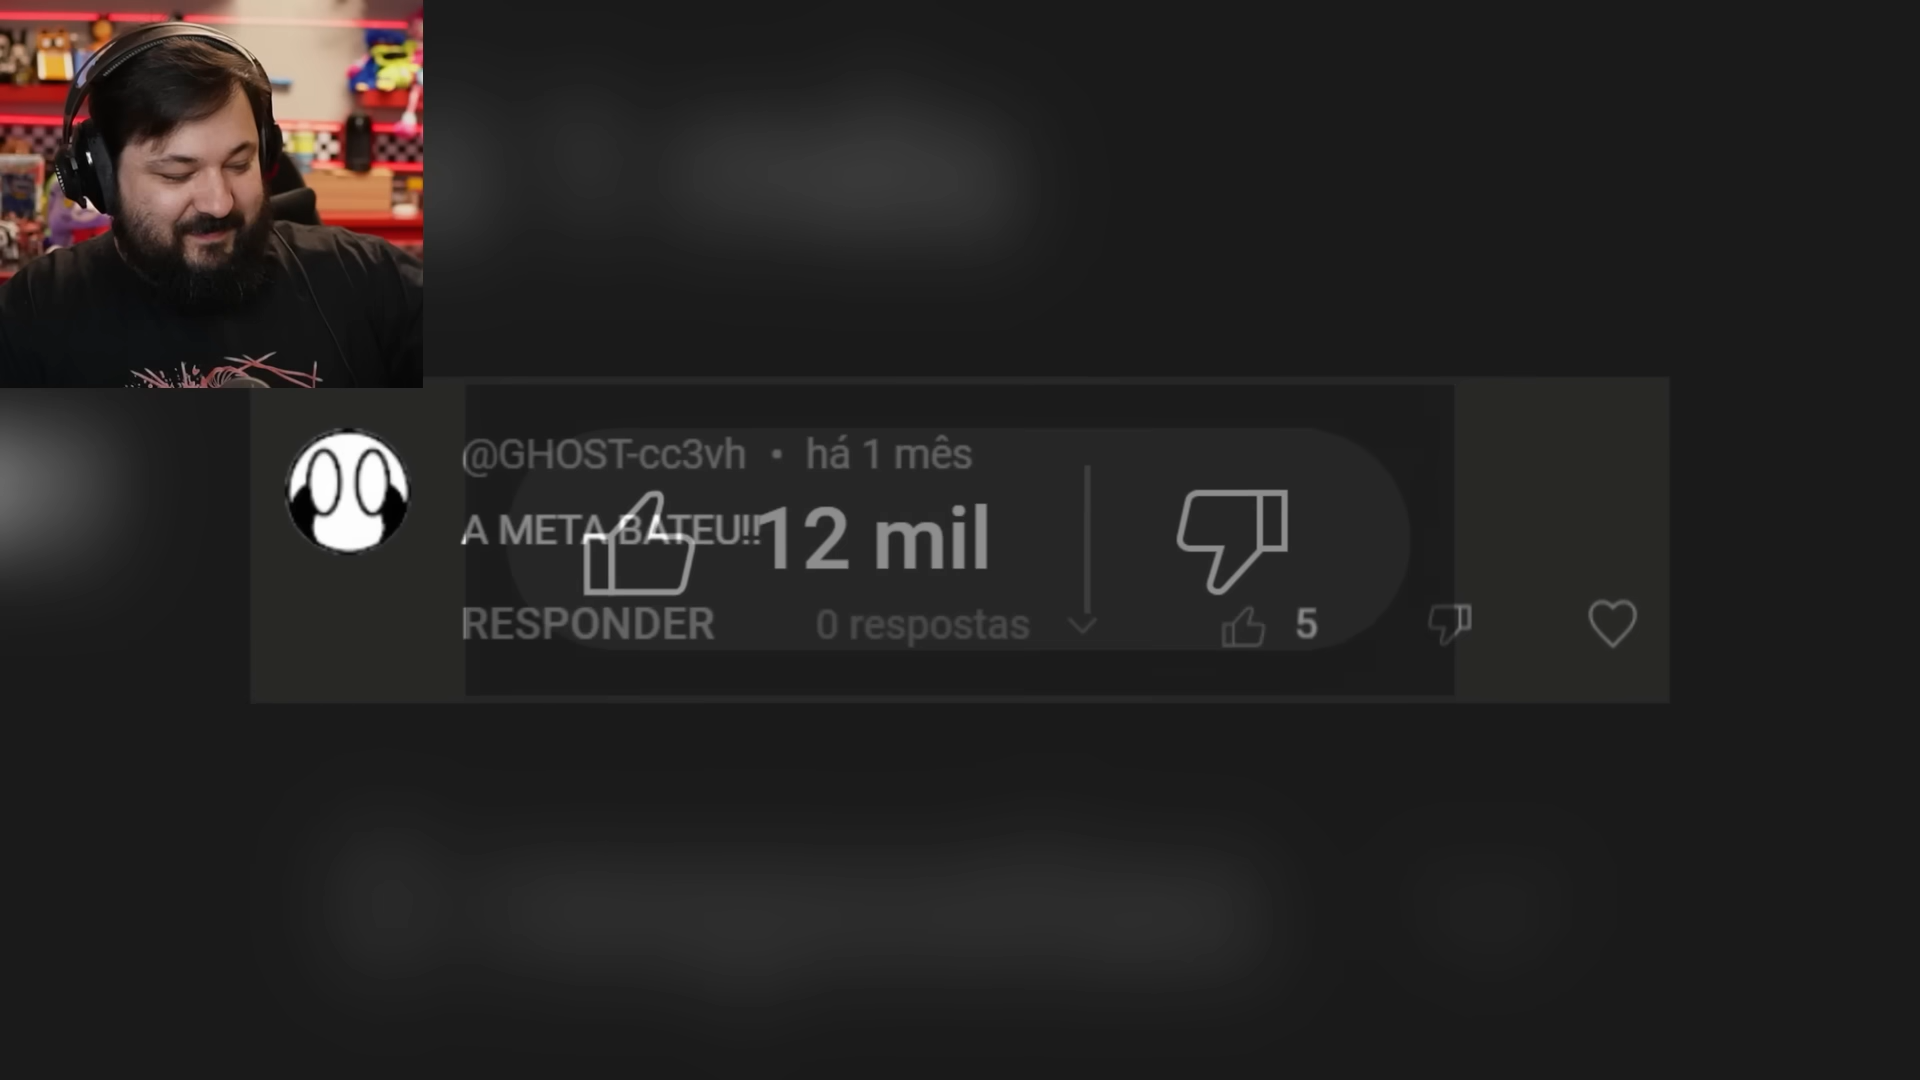 @GHOST-cc3vh • há 1 mês
A META BATEU!!
12 mil
RESPONDER 0 respostas 5